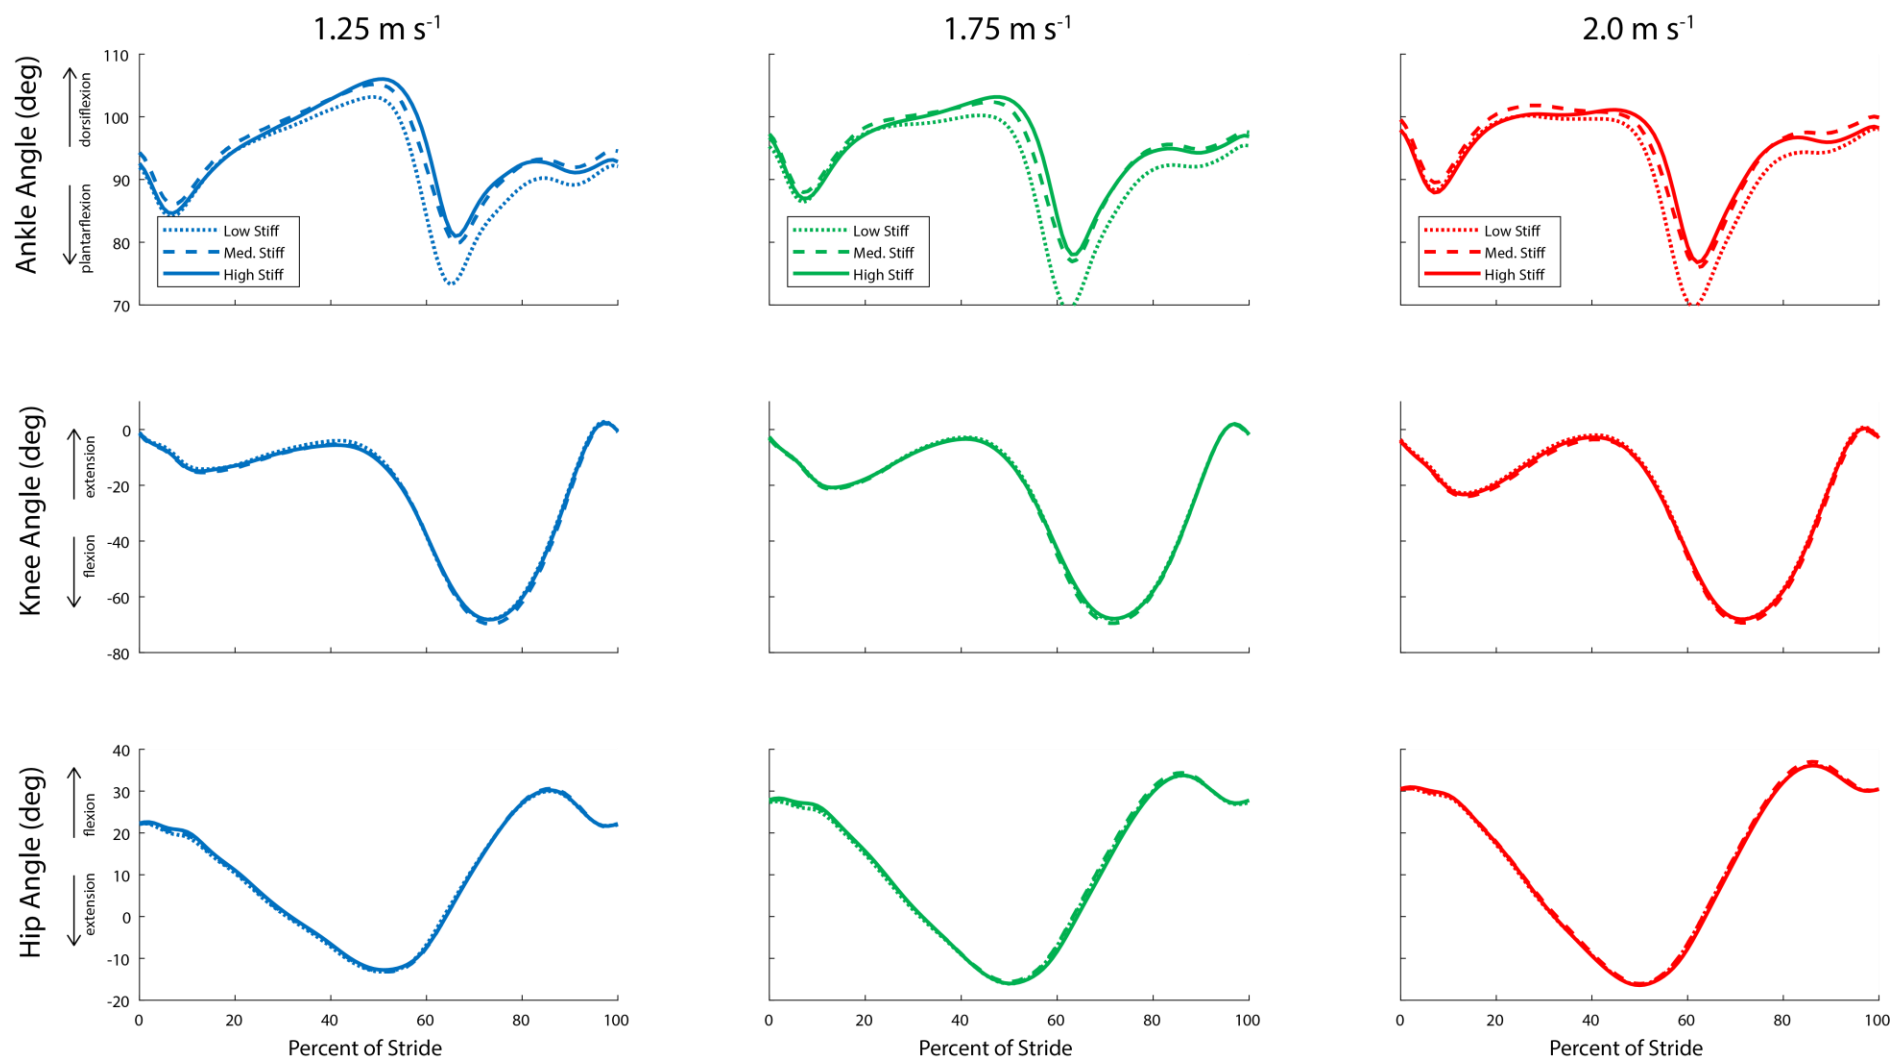 1.25 m s-1
1.75 m s-1
2.0 m s-1
Ankle Angle (deg)
plantarflexion
dorsiflexion
110
100
90
80
70
Low Stiff
Med. Stiff
High Stiff
Low Stiff
Med. Stiff
High Stiff
Low Stiff
Med. Stiff
High Stiff
0
20
40
60
80
100
0
20
40
60
80
100
0
20
40
60
80
100
Knee Angle (deg)
flexion
extension
0
-20
-40
-60
-80
Hip Angle (deg)
extension
flexion
40
30
20
10
0
-10
-20
Percent of Stride
Percent of Stride
Percent of Stride